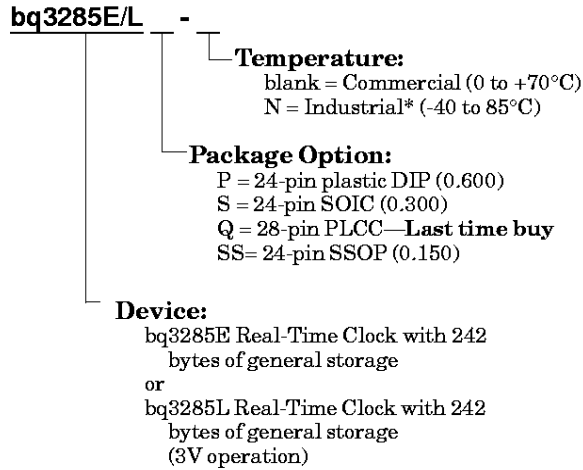 bq3285E/L _ - _
Temperature:
blank = Commercial (0 to +70°C)
N = Industrial* (-40 to 85°C)
Package Option:
P = 24-pin plastic DIP (0.600)
S = 24-pin SOIC (0.300)
Q = 28-pin PLCC—Last time buy
SS= 24-pin SSOP (0.150)
Device:
bq3285E Real-Time Clock with 242
bytes of general storage
or
bq3285L Real-Time Clock with 242
bytes of general storage
(3V operation)